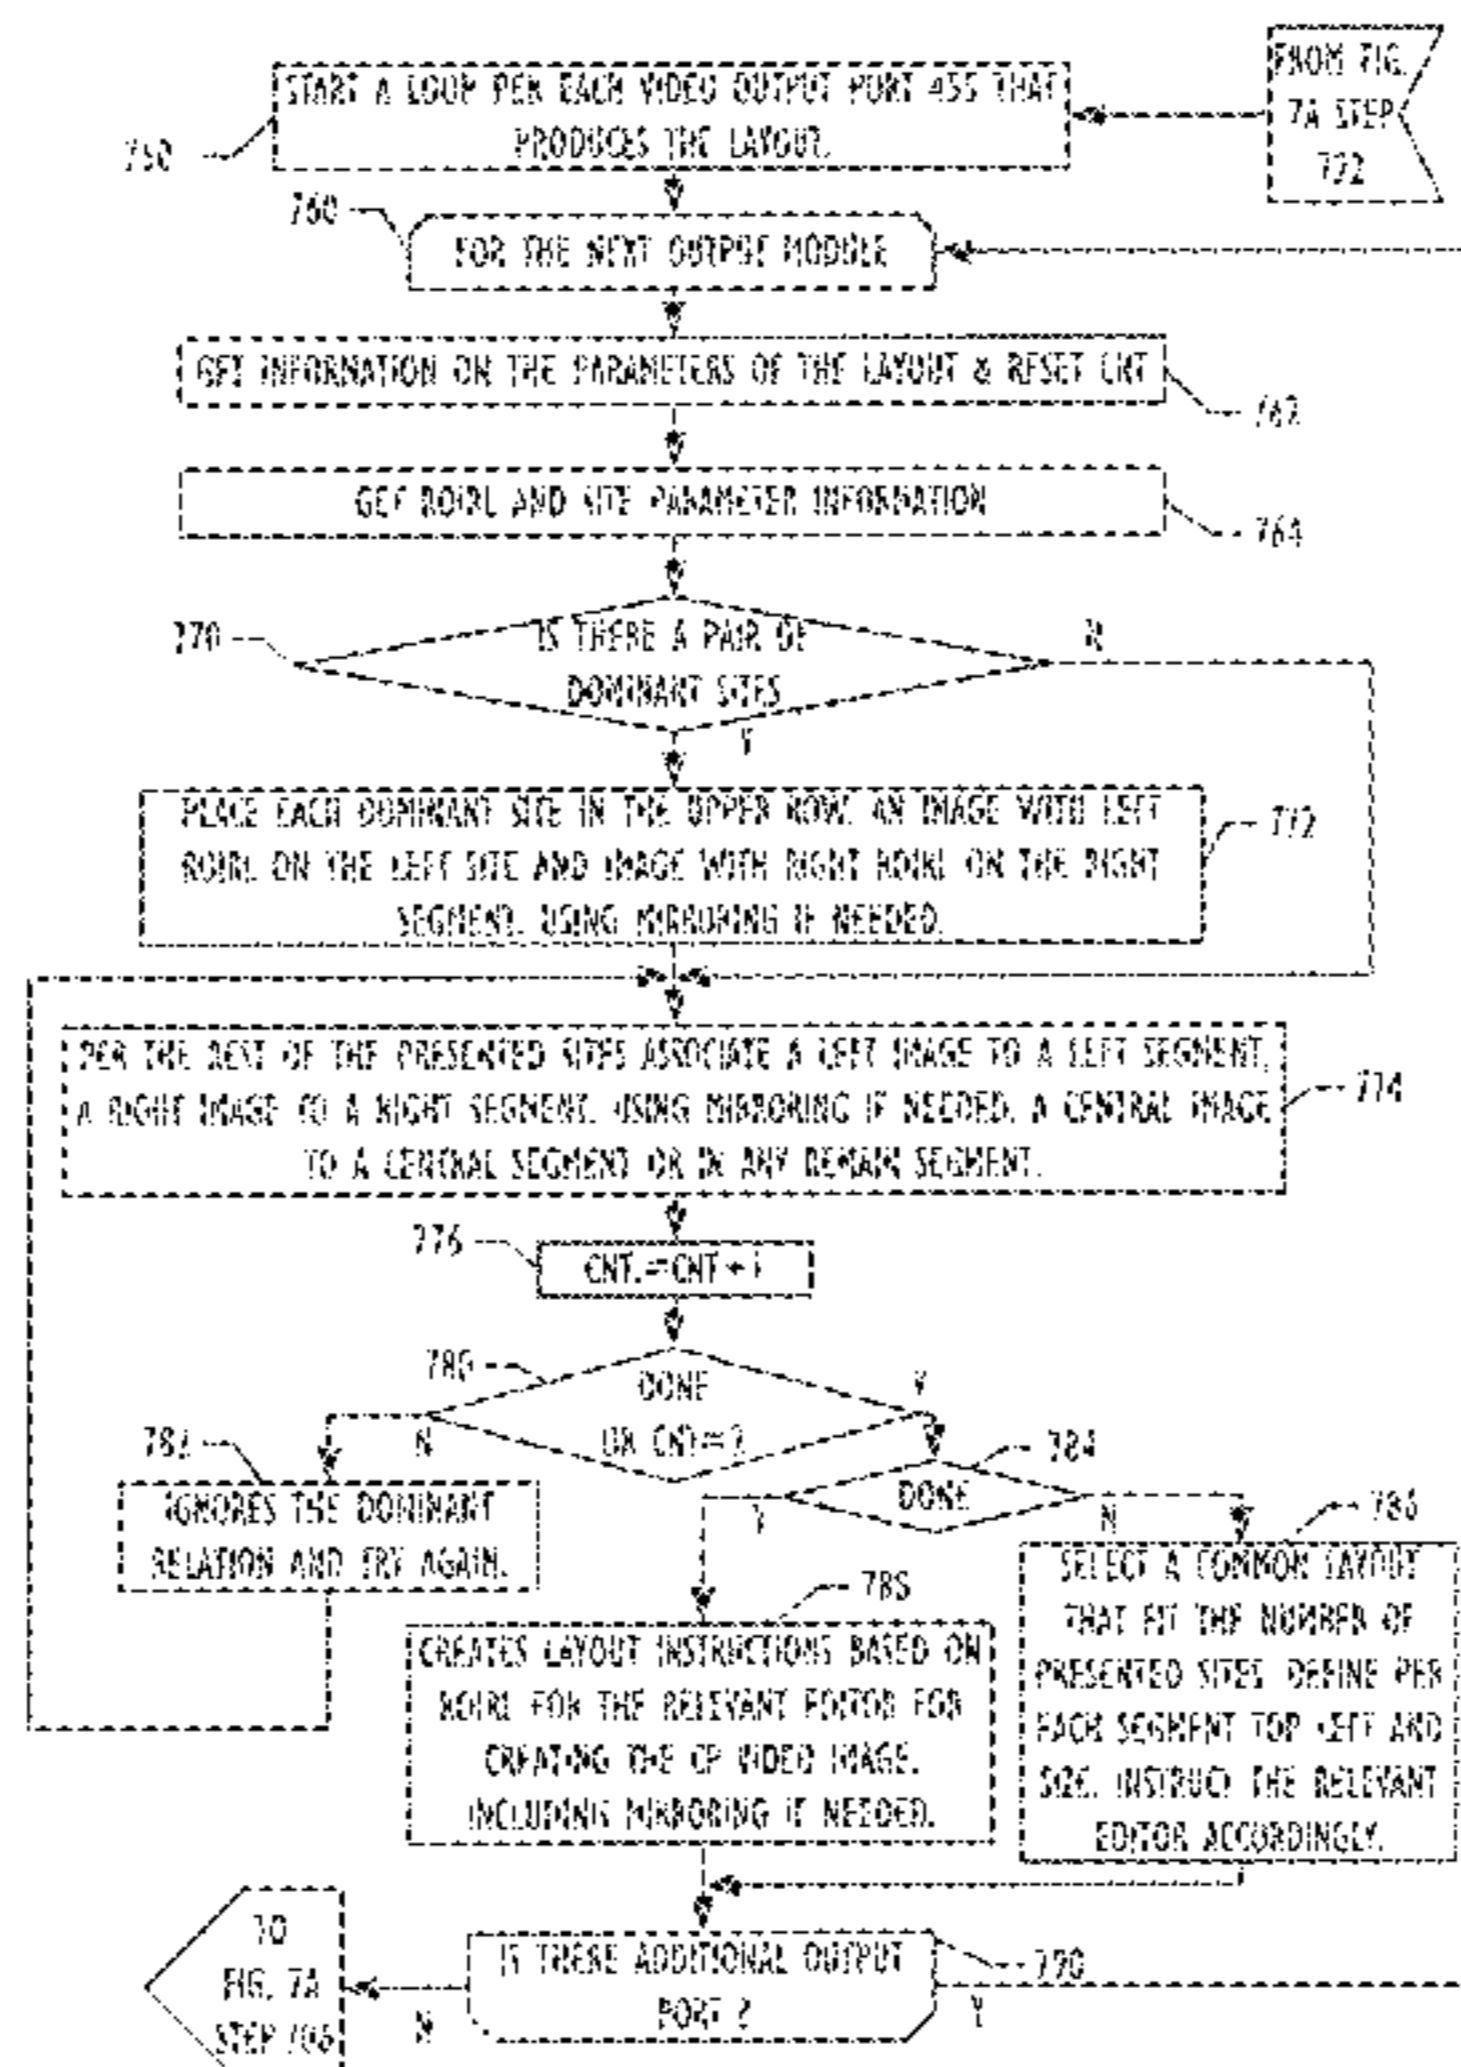 FROM FIG.
7A STEP
START A LOOP PER EACH VIDEO OUTPUT PORT 455 THAT
PRODUCES THE LAYOUT.
750
760
FOR THE NEXT OUTPUT MODULE
GET INFORMATION ON THE PARAMETERS OF THE LAYOUT & RESET CNT
762
GET ROIRL AND SITE PARAMETER INFORMATION
764
770
IS THERE A PAIR OF
DOMINANT SITES
N
Y
PLACE EACH DOMINANT SITE IN THE UPPER ROW. AN IMAGE WITH LEFT
ROIRL ON THE LEFT SITE AND IMAGE WITH RIGHT ROIRL ON THE RIGHT
SEGMENT. USING MIRRORING IF NEEDED.
772
PER THE REST OF THE PRESENTED SITES ASSOCIATE A LEFT IMAGE TO A LEFT SEGMENT,
A RIGHT IMAGE TO A RIGHT SEGMENT. USING MIRRORING IF NEEDED. A CENTRAL IMAGE
TO A CENTRAL SEGMENT OR IN ANY REMAIN SEGMENT.
774
776
CNT.=CNT+1
780
DONE
OR CNT=2
N
Y
782
IGNORES THE DOMINANT
RELATION AND TRY AGAIN.
784
DONE
Y
N
785
CREATES LAYOUT INSTRUCTIONS BASED ON
ROIRL FOR THE RELEVANT EDITOR FOR
CREATING THE CP VIDEO IMAGE.
INCLUDING MIRRORING IF NEEDED.
786
SELECT A COMMON LAYOUT
THAT FIT THE NUMBER OF
PRESENTED SITES. DEFINE PER
EACH SEGMENT TOP LEFT AND
SIZE. INSTRUCT THE RELEVANT
EDITOR ACCORDINGLY.
IS THERE ADDITIONAL OUTPUT
PORT ?
790
N
Y
TO
FIG. 7A
STEP 706